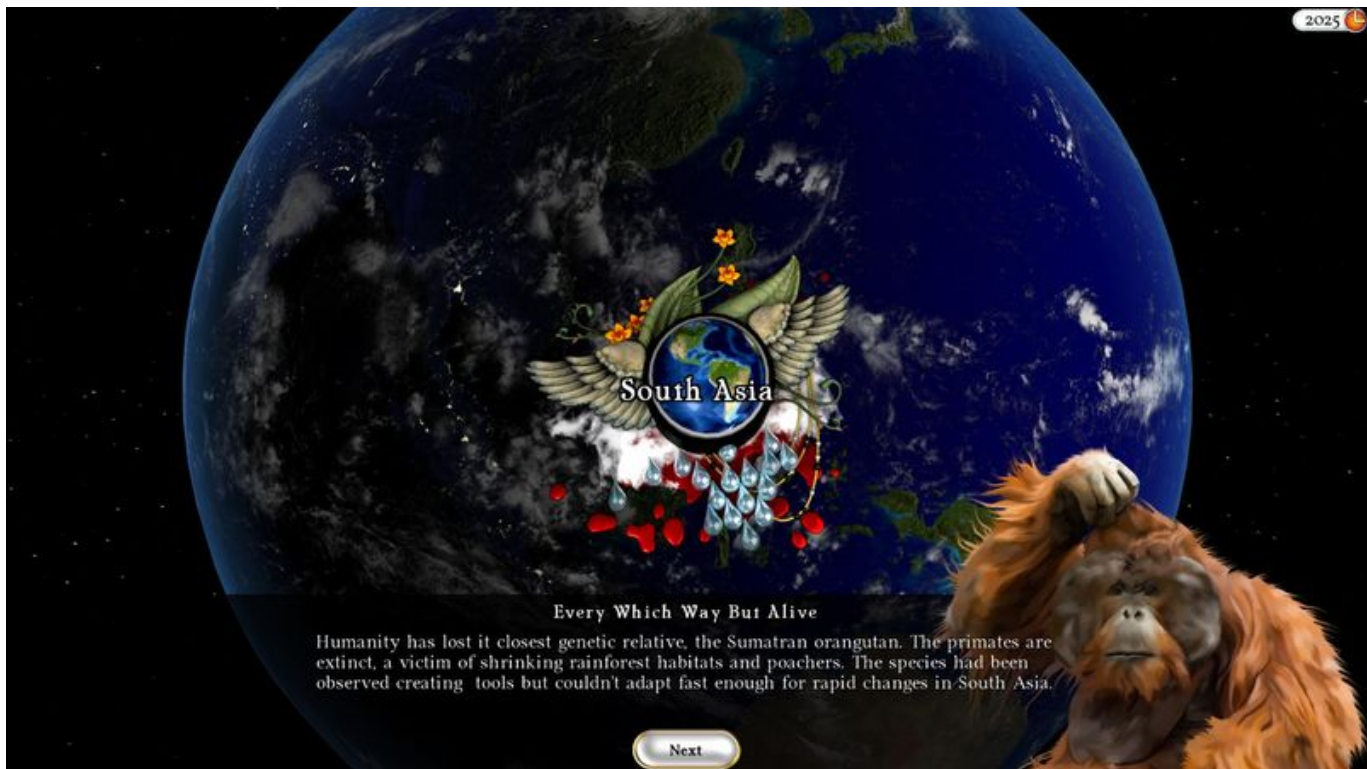 2025
South Asia
Every Which Way But Alive
Humanity has lost it closest genetic relative, the Sumatran orangutan. The primates are
extinct, a victim of shrinking rainforest habitats and poachers. The species had been
observed creating tools but couldn't adapt fast enough for rapid changes in South Asia.
Next